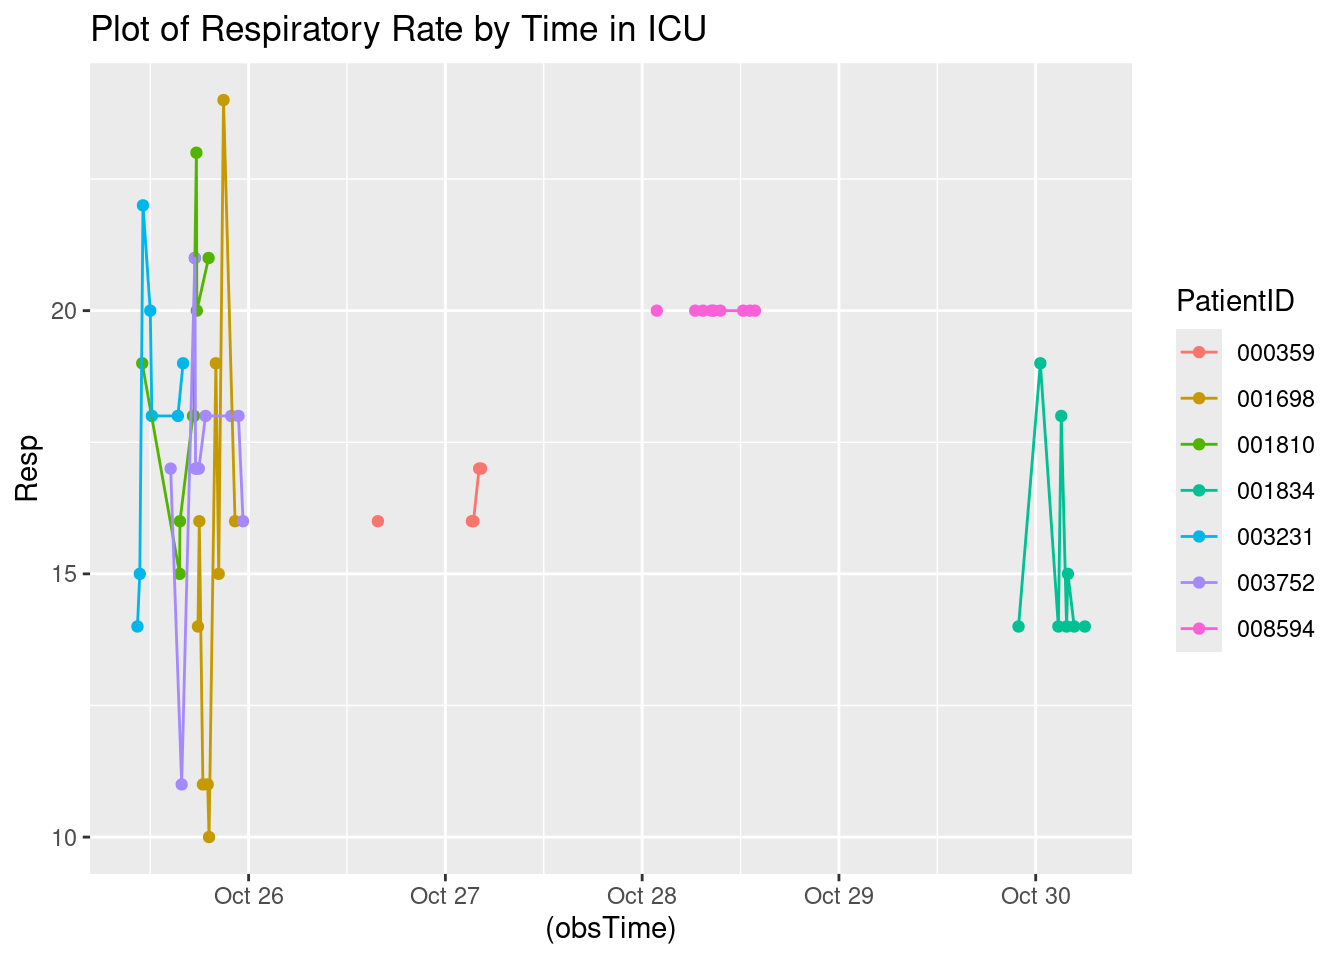 Plot of Respiratory Rate by Time in ICU
Resp
20
15
10
Oct 26
Oct 27
Oct 28
Oct 29
Oct 30
(obsTime)
PatientID
000359
001698
001810
001834
003231
003752
008594